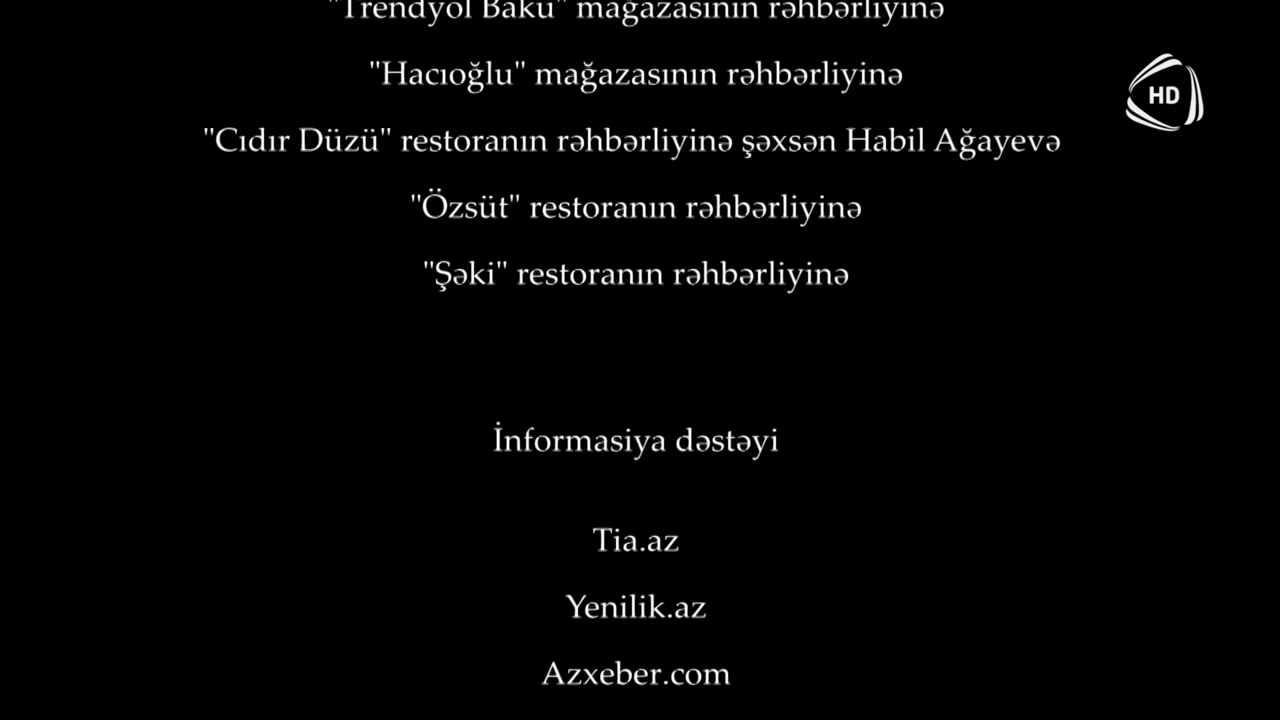 "Trendyol Baku" mağazasının rəhbərliyinə
"Hacıoğlu" mağazasının rəhbərliyinə
HD
"Cıdır Düzü" restoranın rəhbərliyinə şəxsən Habil Ağayevə
"Özsüt" restoranın rəhbərliyinə
"Şəki" restoranın rəhbərliyinə
İnformasiya dəstəyi
Tia.az
Yenilik.az
Azxeber.com